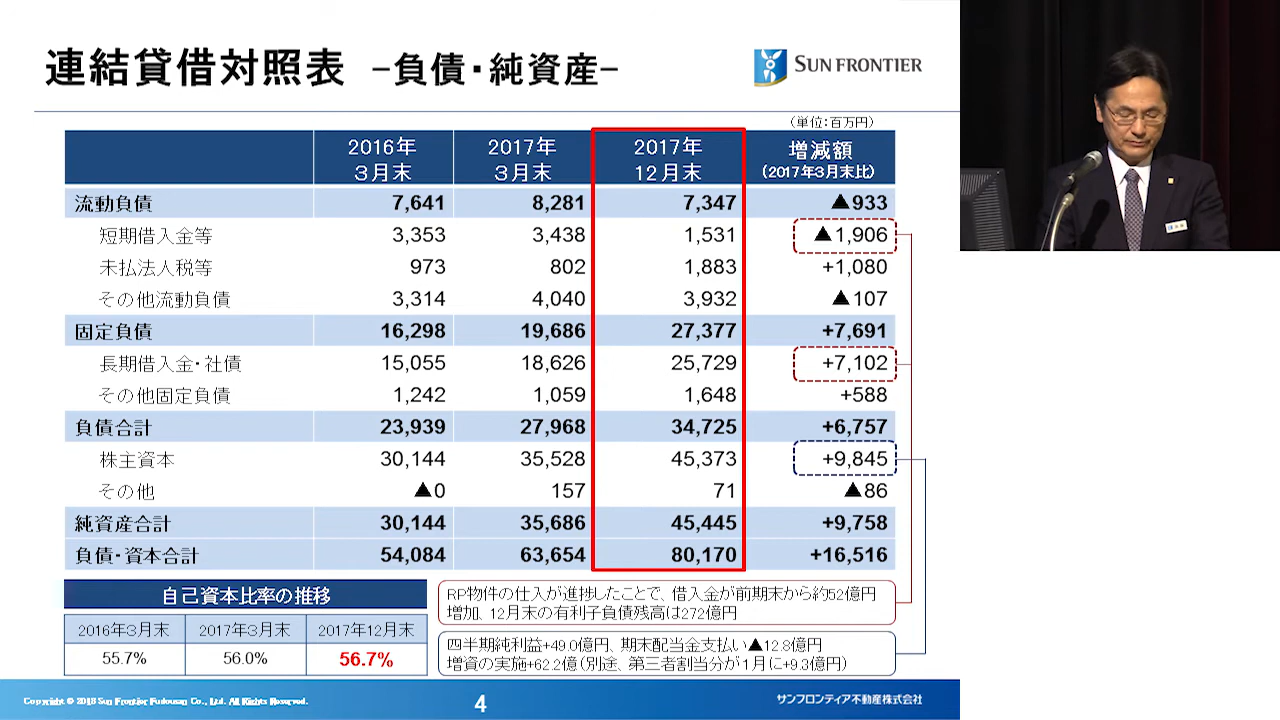 連結貸借対照表 -負債・純資産-
SUN FRONTIER
(単位:百万円)
2016年3月末 2017年3月末 2017年12月末 増減額(2017年3月末比)
流動負債 7,641 8,281 7,347 ▲933
短期借入金等 3,353 3,438 1,531 ▲1,906
未払法人税等 973 802 1,883 +1,080
その他流動負債 3,314 4,040 3,932 ▲107
固定負債 16,298 19,686 27,377 +7,691
長期借入金・社債 15,055 18,626 25,729 +7,102
その他固定負債 1,242 1,059 1,648 +588
負債合計 23,939 27,968 34,725 +6,757
株主資本 30,144 35,528 45,373 +9,845
その他 ▲0 157 71 ▲86
純資産合計 30,144 35,686 45,445 +9,758
負債・資本合計 54,084 63,654 80,170 +16,516
自己資本比率の推移
2016年3月末 2017年3月末 2017年12月末
55.7% 56.0% 56.7%
RP物件の仕入が進捗したことで、借入金が前期末から約52億円
増加、12月末の有利子負債残高は272億円
四半期純利益+49.0億円、期末配当金支払い▲12.8億円
増資の実施+62.2億(別途、第三者割当分が1月に+9.3億円)
Copyright © 2018 Sun Frontier Fudousan Co., Ltd. All Rights Reserved.
4
サンフロンティア不動産株式会社